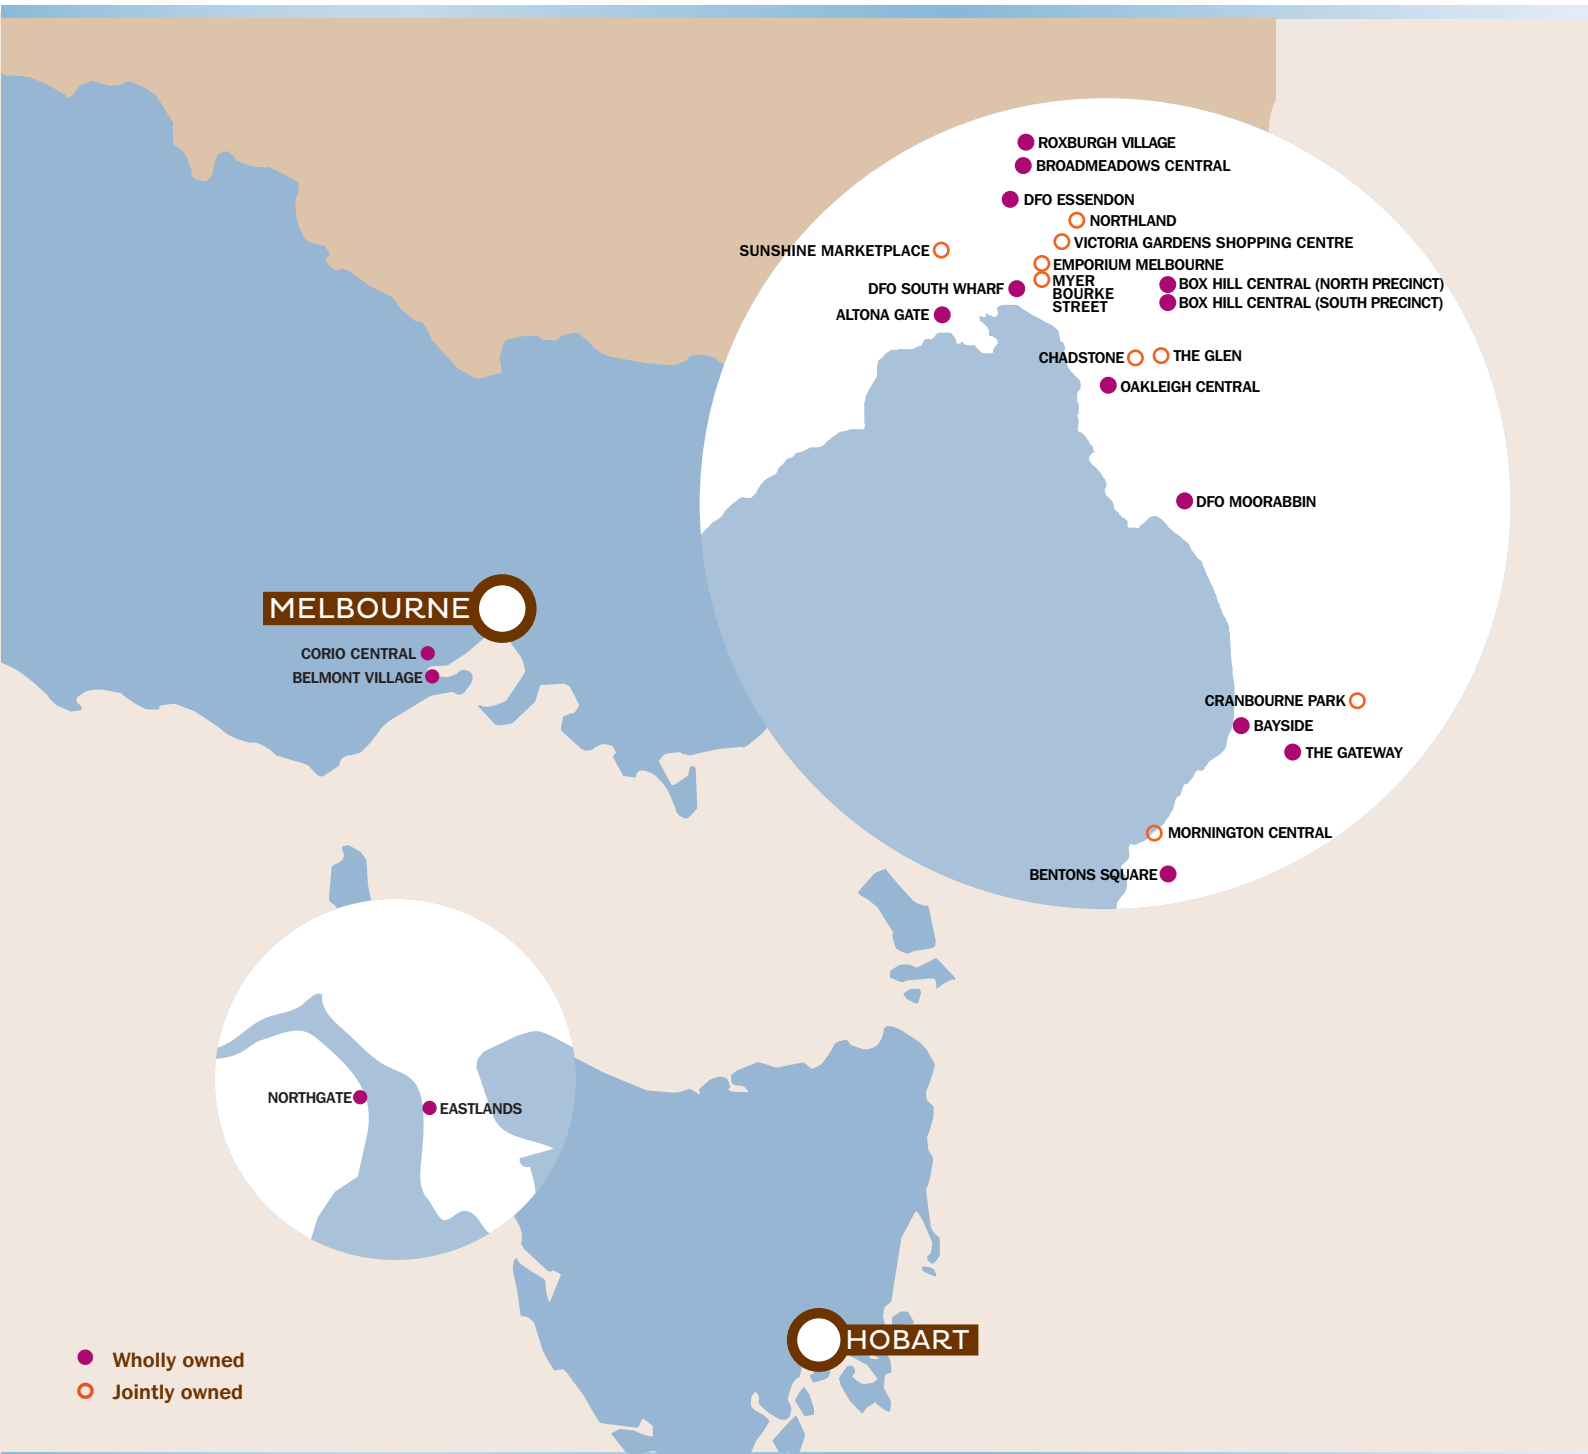 ROXBURGH VILLAGE
BROADMEADOWS CENTRAL
DFO ESSENDON
NORTHLAND
VICTORIA GARDENS SHOPPING CENTRE
SUNSHINE MARKETPLACE
EMPORIUM MELBOURNE
MYER
BOURKE
STREET
BOX HILL CENTRAL (NORTH PRECINCT)
DFO SOUTH WHARF
BOX HILL CENTRAL (SOUTH PRECINCT)
ALTONA GATE
CHADSTONE
THE GLEN
OAKLEIGH CENTRAL
DFO MOORABBIN
MELBOURNE
CORIO CENTRAL
BELMONT VILLAGE
CRANBOURNE PARK
BAYSIDE
THE GATEWAY
MORNINGTON CENTRAL
BENTONS SQUARE
NORTHGATE
EASTLANDS
HOBART
Wholly owned
Jointly owned